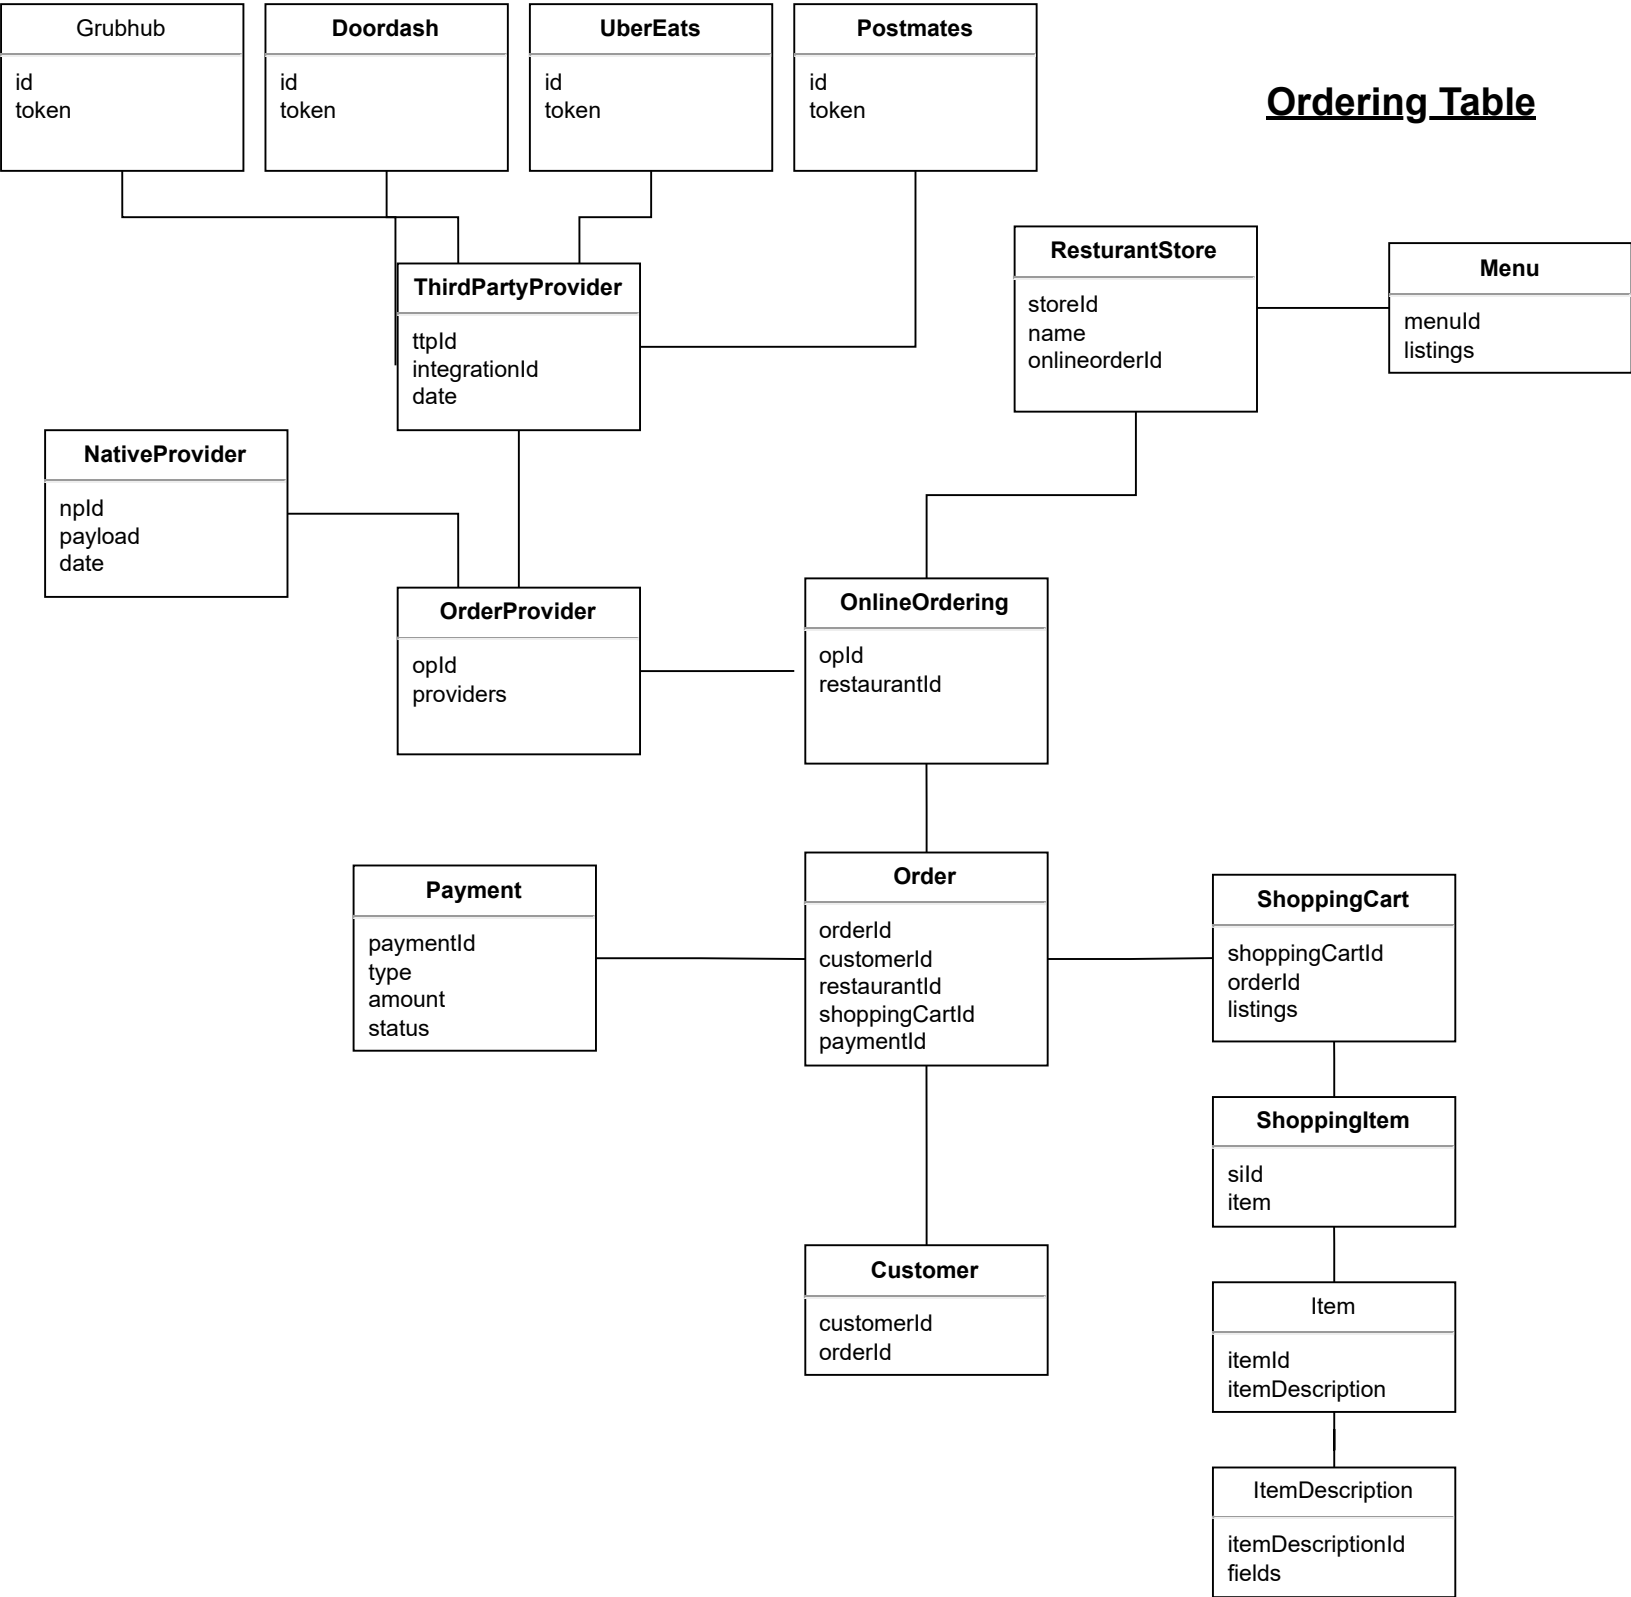 Grubhub
id
token
Doordash
id
token
UberEats
id
token
Postmates
id
token
Ordering Table
ThirdPartyProvider
ttpId
integrationId
date
ResturantStore
storeId
name
onlineorderId
Menu
menuId
listings
NativeProvider
npId
payload
date
OrderProvider
opId
providers
OnlineOrdering
opId
restaurantId
Payment
paymentId
type
amount
status
Order
orderId
customerId
restaurantId
shoppingCartId
paymentId
ShoppingCart
shoppingCartId
orderId
listings
ShoppingItem
siId
item
Customer
customerId
orderId
Item
itemId
itemDescription
ItemDescription
itemDescriptionId
fields